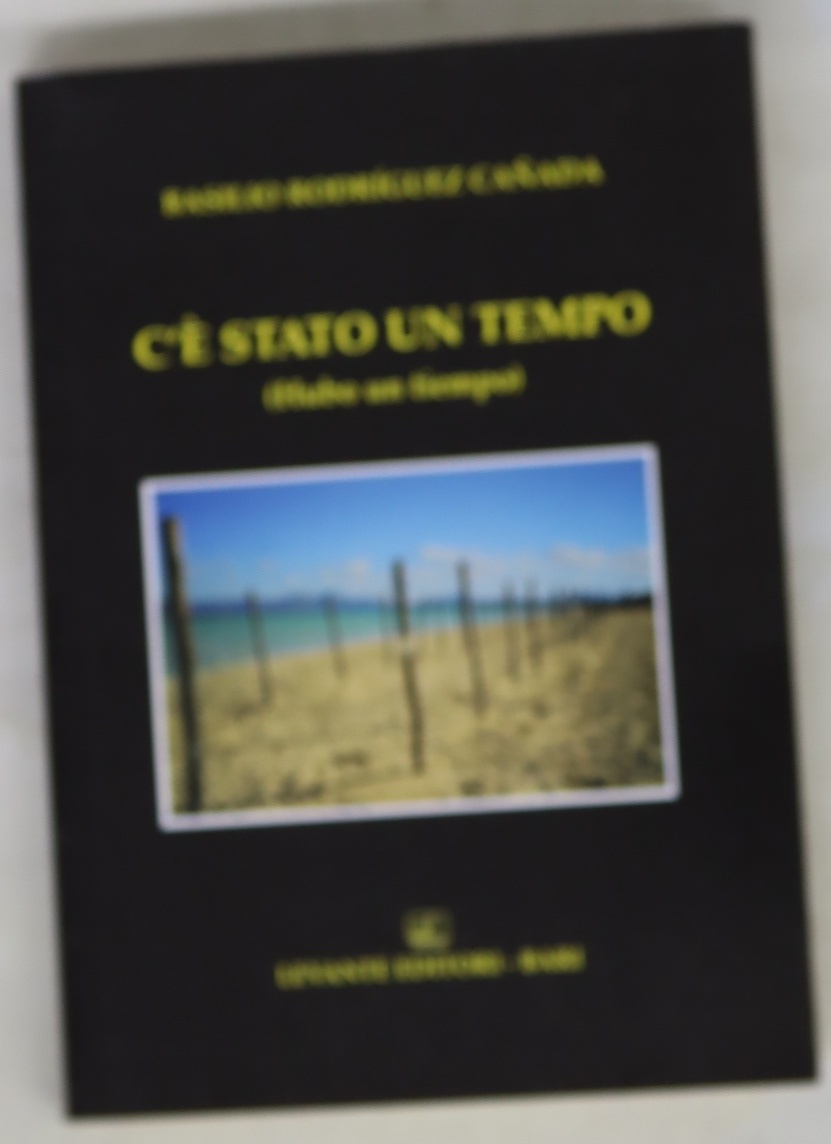 BASILIO RODRÍGUEZ CAÑADA
C'È STATO UN TEMPO
(Hubo un tiempo)
LEVANTE EDITORI - BARI